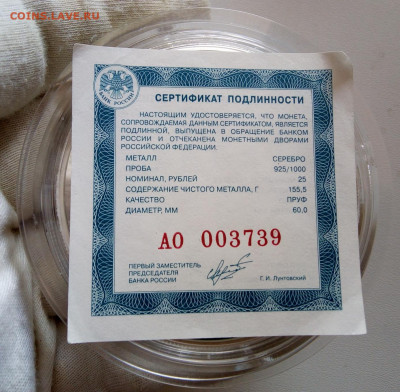 COINS.LAVE.RU
БАНК РОССИИ
СЕРТИФИКАТ ПОДЛИННОСТИ
НАСТОЯЩИМ УДОСТОВЕРЯЕТСЯ, ЧТО МОНЕТА,
СОПРОВОЖДАЕМАЯ ДАННЫМ СЕРТИФИКАТОМ, ЯВЛЯЕТСЯ
ПОДЛИННОЙ, ВЫПУЩЕНА В ОБРАЩЕНИЕ БАНКОМ
РОССИИ И ОТЧЕКАНЕНА МОНЕТНЫМИ ДВОРАМИ
РОССИЙСКОЙ ФЕДЕРАЦИИ.
МЕТАЛЛ СЕРЕБРО
ПРОБА 925/1000
НОМИНАЛ, РУБЛЕЙ 25
СОДЕРЖАНИЕ ЧИСТОГО МЕТАЛЛА, Г 155,5
КАЧЕСТВО ПРУФ
ДИАМЕТР, ММ 60,0
АО 003739
ПЕРВЫЙ ЗАМЕСТИТЕЛЬ
ПРЕДСЕДАТЕЛЯ
БАНКА РОССИИ
Г.И. Лунтовский